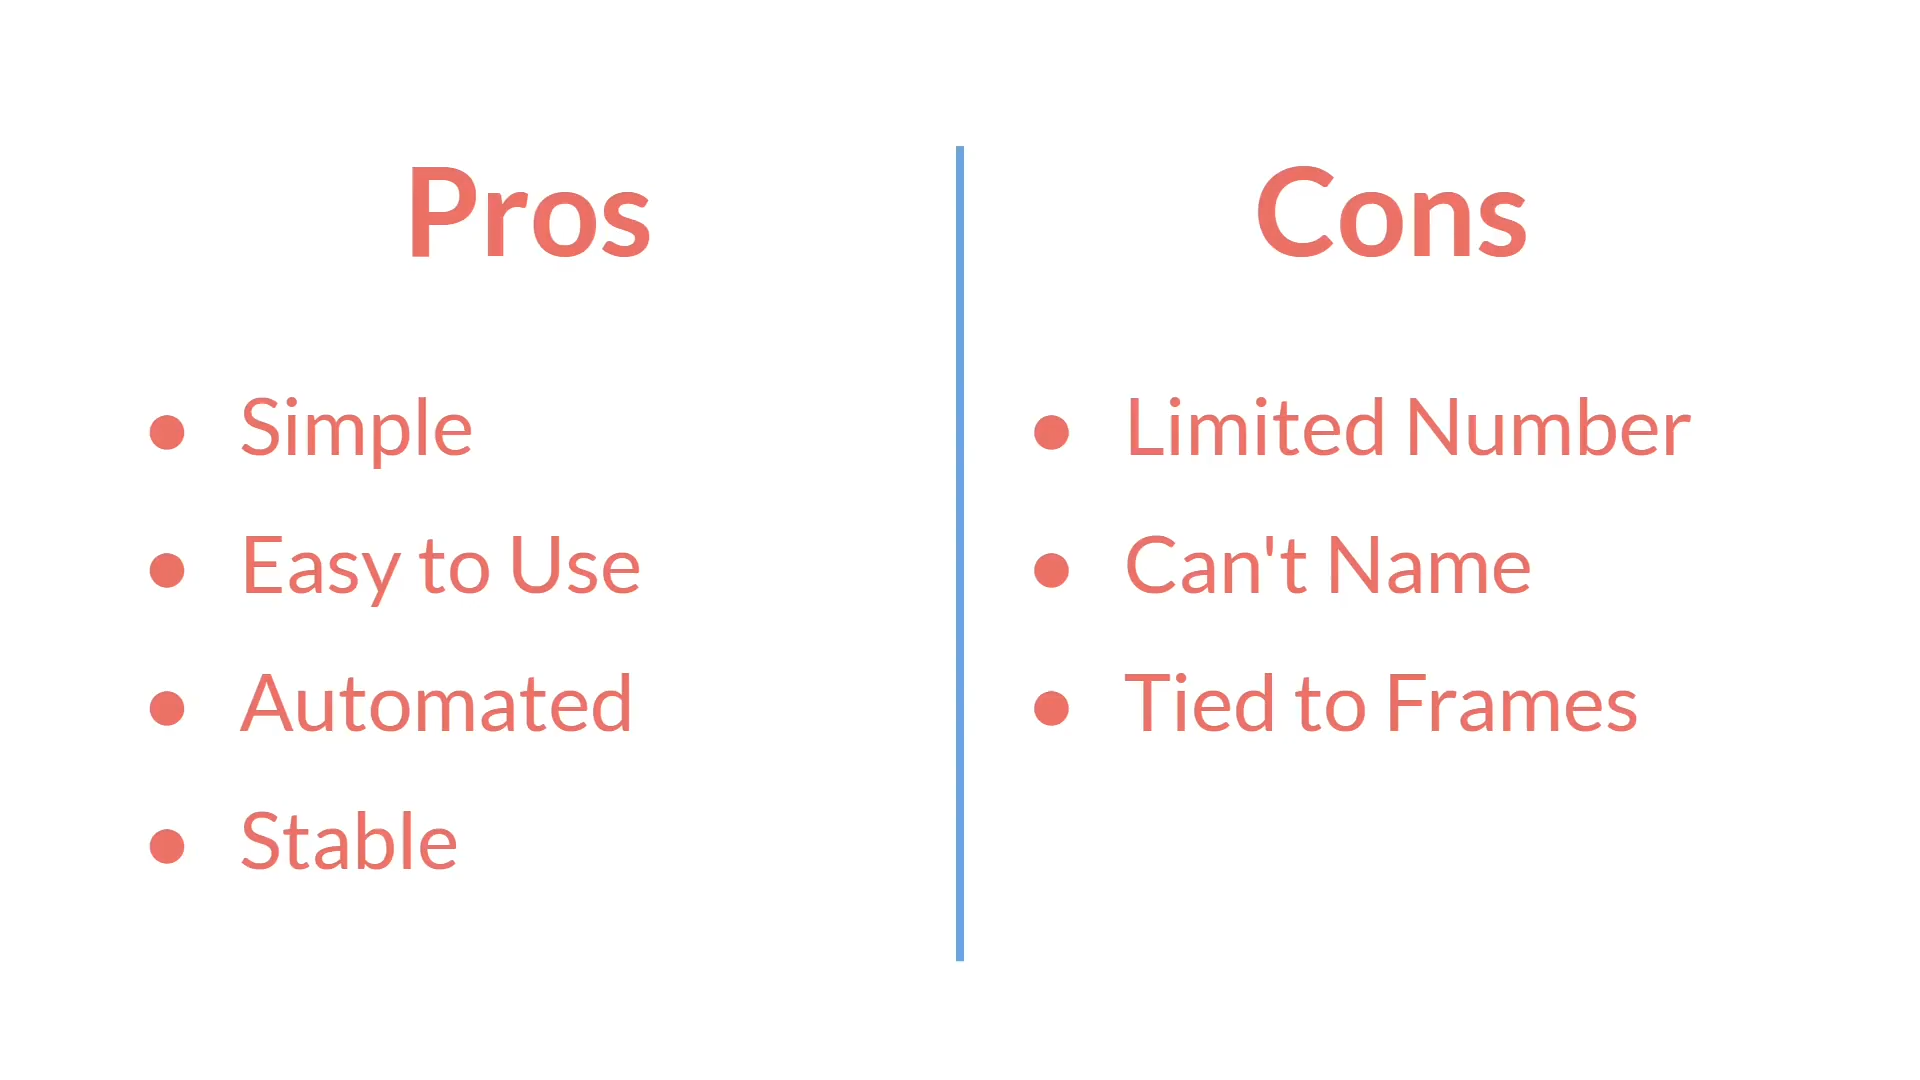 Pros
• Simple
• Easy to Use
• Automated
• Stable
Cons
• Limited Number
• Can't Name
• Tied to Frames